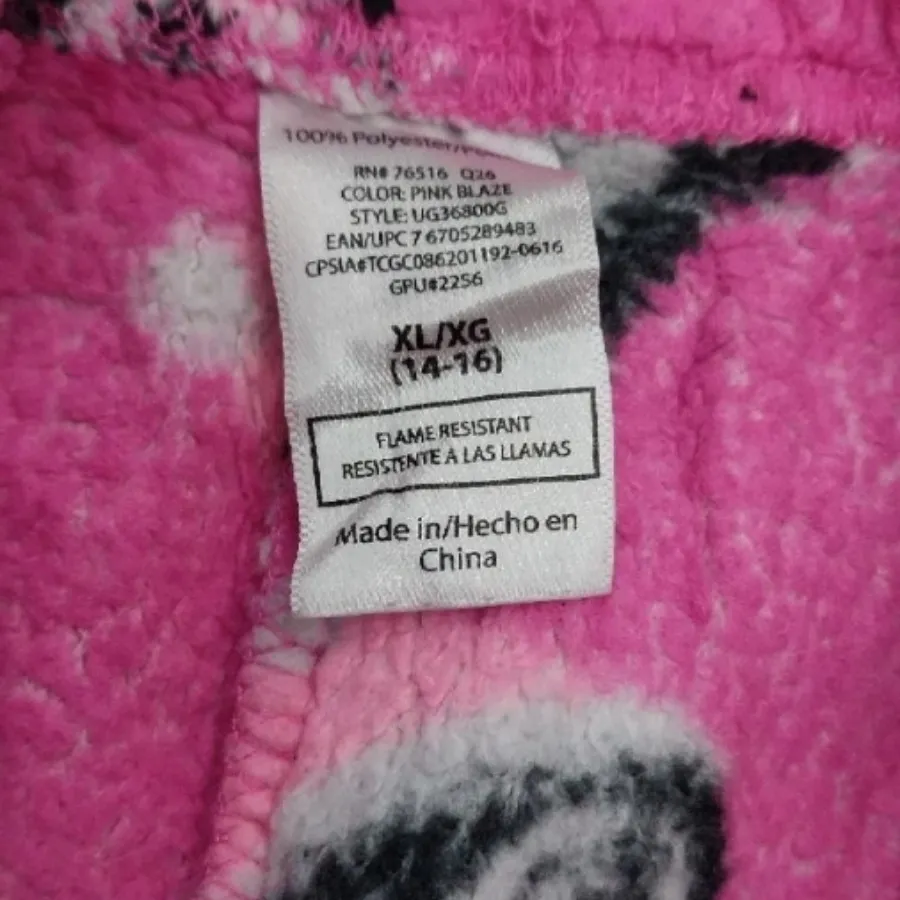 100% Polyester/
RN# 76516 Q26
COLOR: PINK BLAZE
STYLE: UG36800G
EAN/UPC 7 6705289483
CPSIA#TCGC086201192-0616
GPU#2256
XL/XG
(14-16)
FLAME RESISTANT
RESISTENTE A LAS LLAMAS
Made in/Hecho en
China